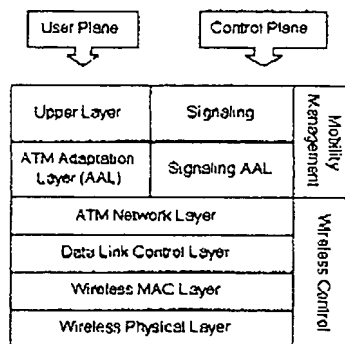 User Plane
Control Plane
Upper Layer
Signaling
Mobility
Management
ATM Adaptation
Layer (AAL)
Signaling AAL
ATM Network Layer
Data Link Control Layer
Wireless MAC Layer
Wireless Physical Layer
Wireless Control